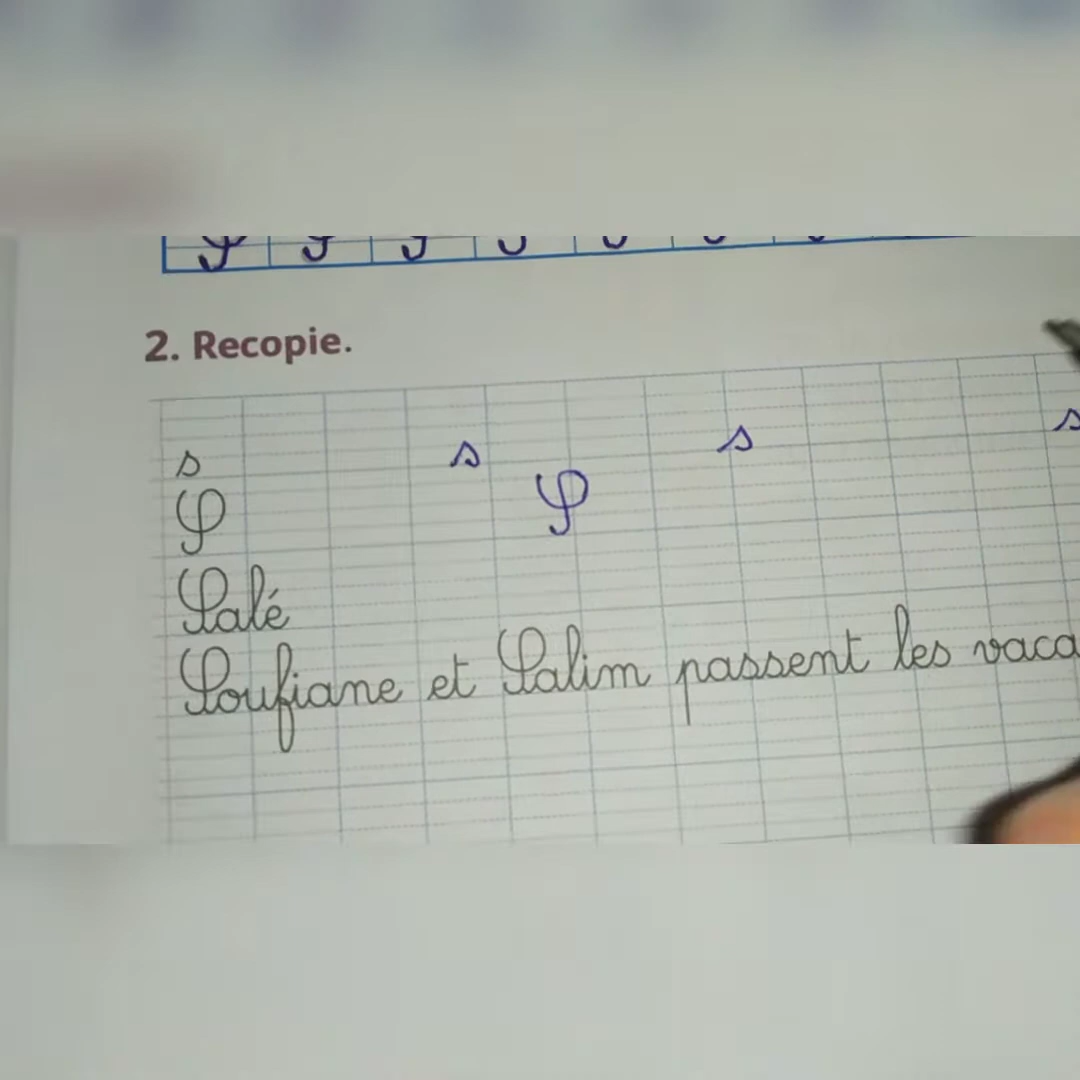 2. Recopie.
s s s s
S S
Salé
Soufiane et Salim passent les